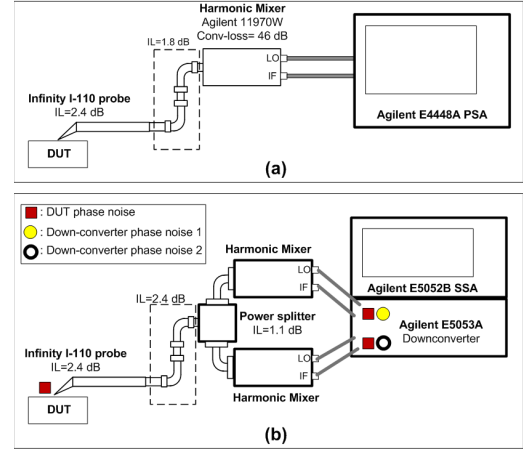 Harmonic Mixer
Agilent 11970W
Conv-loss= 46 dB
IL=1.8 dB
LO
IF
Infinity I-110 probe
IL=2.4 dB
DUT
Agilent E4448A PSA
(a)
: DUT phase noise
: Down-converter phase noise 1
: Down-converter phase noise 2
Harmonic Mixer
LO
IF
Agilent E5052B SSA
IL=2.4 dB
Power splitter
IL=1.1 dB
Agilent E5053A
Downconverter
Infinity I-110 probe
IL=2.4 dB
LO
IF
DUT
Harmonic Mixer
(b)